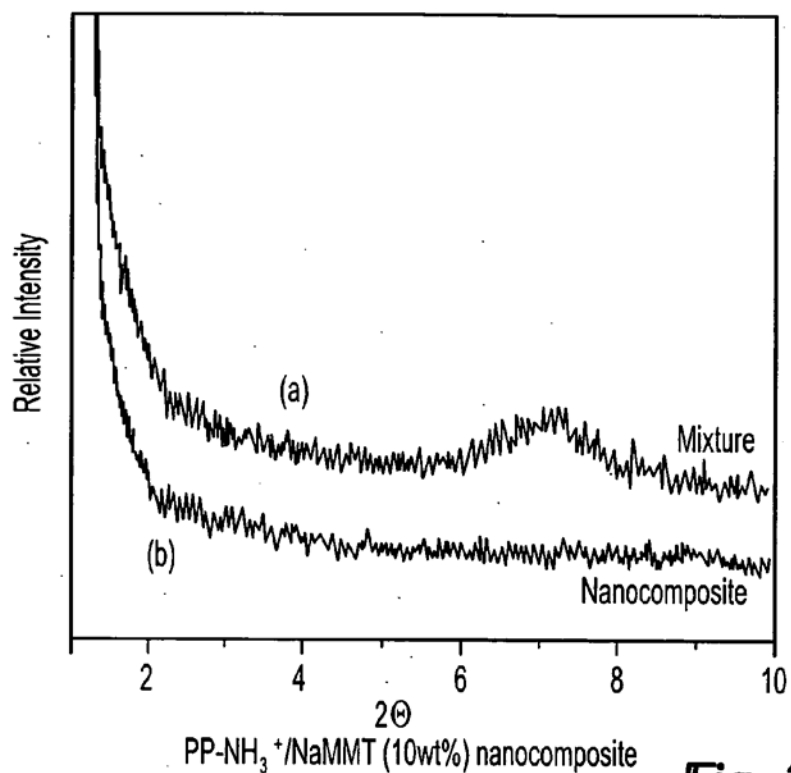 Relative Intensity
(a)
Mixture
(b)
Nanocomposite
2 4 6 8 10
2Θ
PP-NH₃⁺/NaMMT (10wt%) nanocomposite